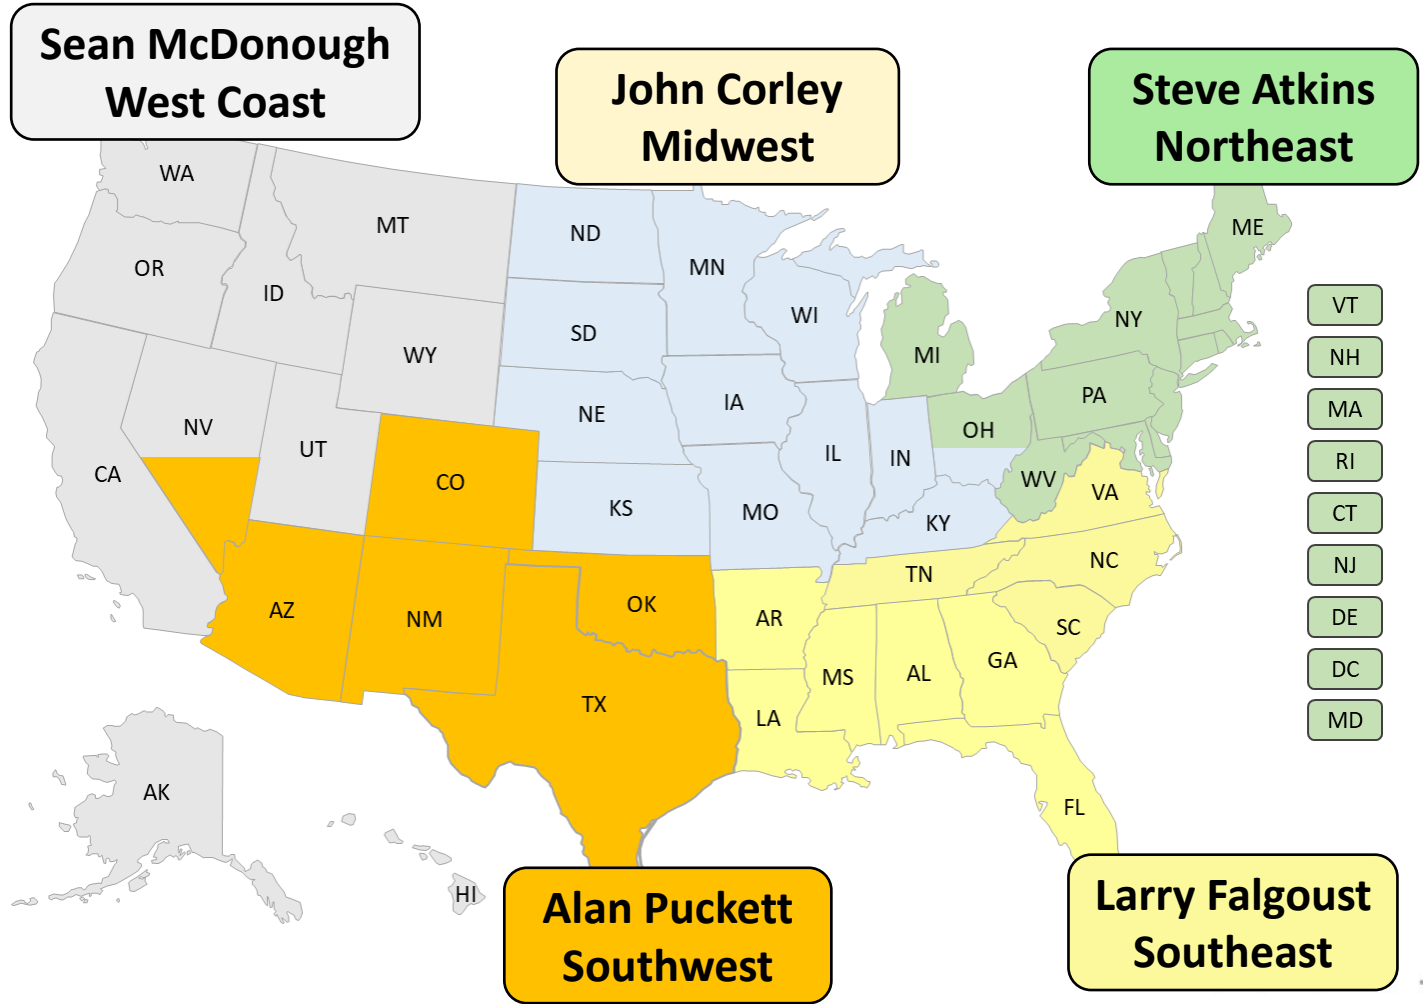 Sean McDonough
West Coast
John Corley
Midwest
Steve Atkins
Northeast
WA
OR
ID
MT
WY
CA
NV
UT
AK
HI
CO
AZ
NM
OK
TX
ND
SD
NE
KS
MN
IA
MO
WI
IL
IN
KY
MI
OH
WV
PA
NY
ME
VT
NH
MA
RI
CT
NJ
DE
DC
MD
VA
NC
SC
TN
AR
LA
MS
AL
GA
FL
Alan Puckett
Southwest
Larry Falgoust
Southeast